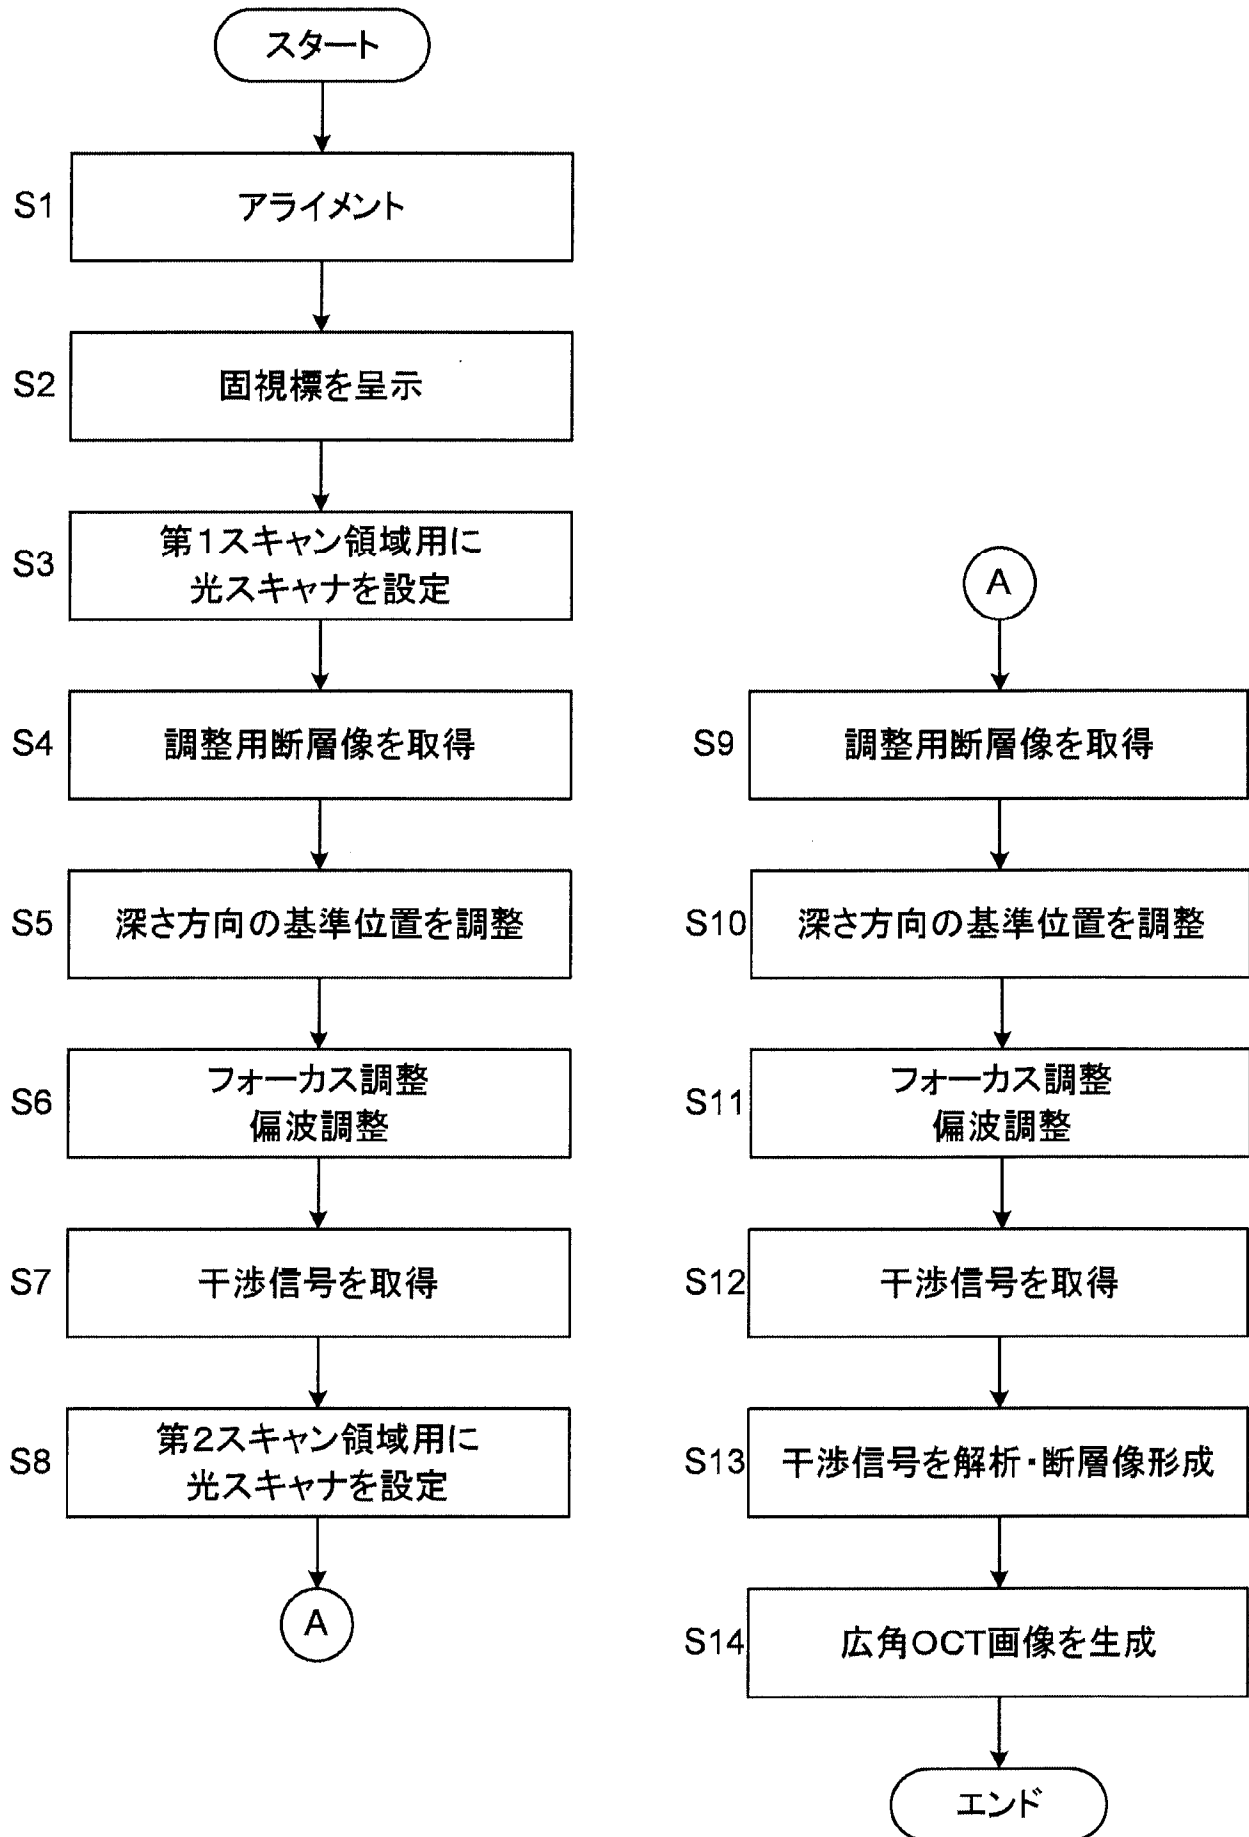 スタート
S1
アライメント
S2
固視標を呈示
S3
第1スキャン領域用に
光スキャナを設定
S4
調整用断層像を取得
S5
深さ方向の基準位置を調整
S6
フォーカス調整
偏波調整
S7
干渉信号を取得
S8
第2スキャン領域用に
光スキャナを設定
A
A
S9
調整用断層像を取得
S10
深さ方向の基準位置を調整
S11
フォーカス調整
偏波調整
S12
干渉信号を取得
S13
干渉信号を解析・断層像形成
S14
広角OCT画像を生成
エンド